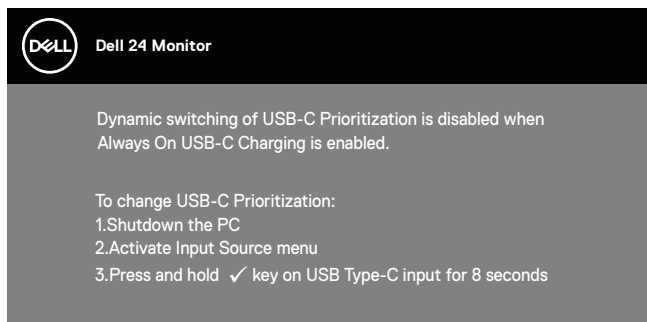 DELL
Dell 24 Monitor
Dynamic switching of USB-C Prioritization is disabled when
Always On USB-C Charging is enabled.
To change USB-C Prioritization:
1.Shutdown the PC
2.Activate Input Source menu
3.Press and hold ✓ key on USB Type-C input for 8 seconds